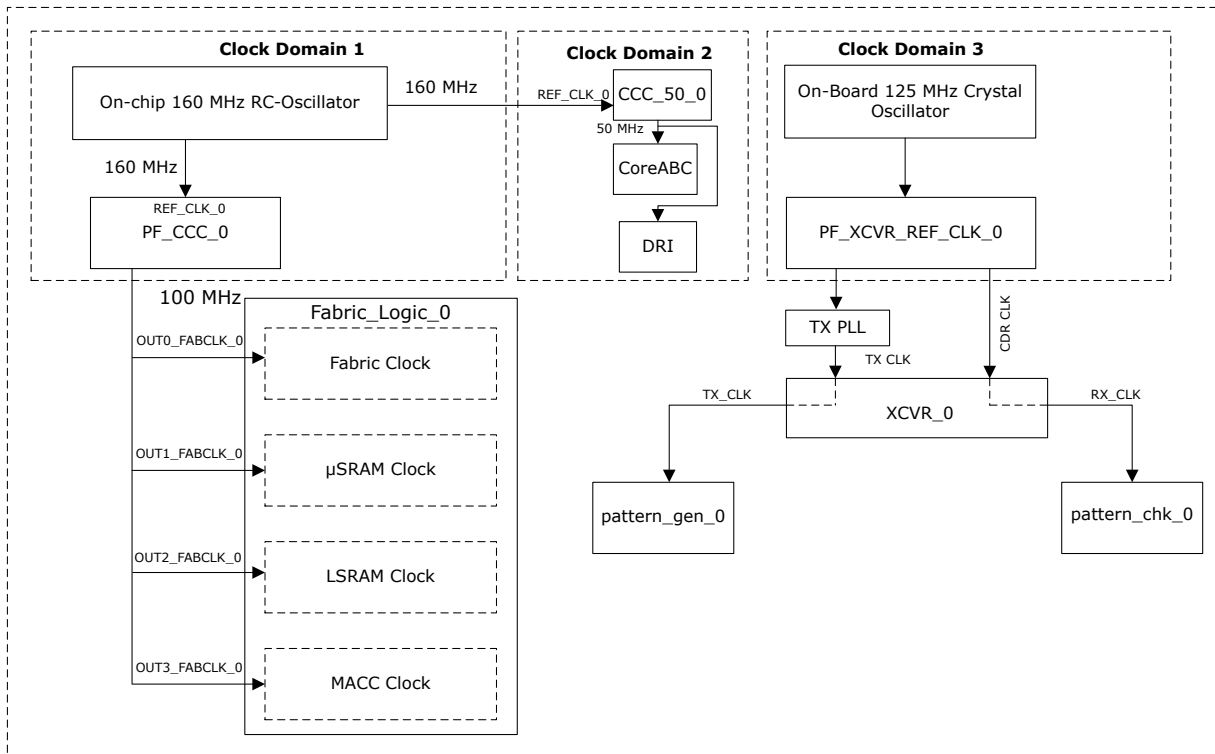 Clock Domain 1
On-chip 160 MHz RC-Oscillator
160 MHz
160 MHz
REF_CLK_0
PF_CCC_0
Clock Domain 2
REF_CLK_0
CCC_50_0
50 MHz
CoreABC
DRI
Clock Domain 3
On-Board 125 MHz Crystal
Oscillator
PF_XCVR_REF_CLK_0
TX PLL
CDR CLK
TX CLK
TX_CLK
XCVR_0
RX_CLK
pattern_gen_0
pattern_chk_0
100 MHz
Fabric_Logic_0
OUT0_FABCLK_0
Fabric Clock
OUT1_FABCLK_0
µSRAM Clock
OUT2_FABCLK_0
LSRAM Clock
OUT3_FABCLK_0
MACC Clock